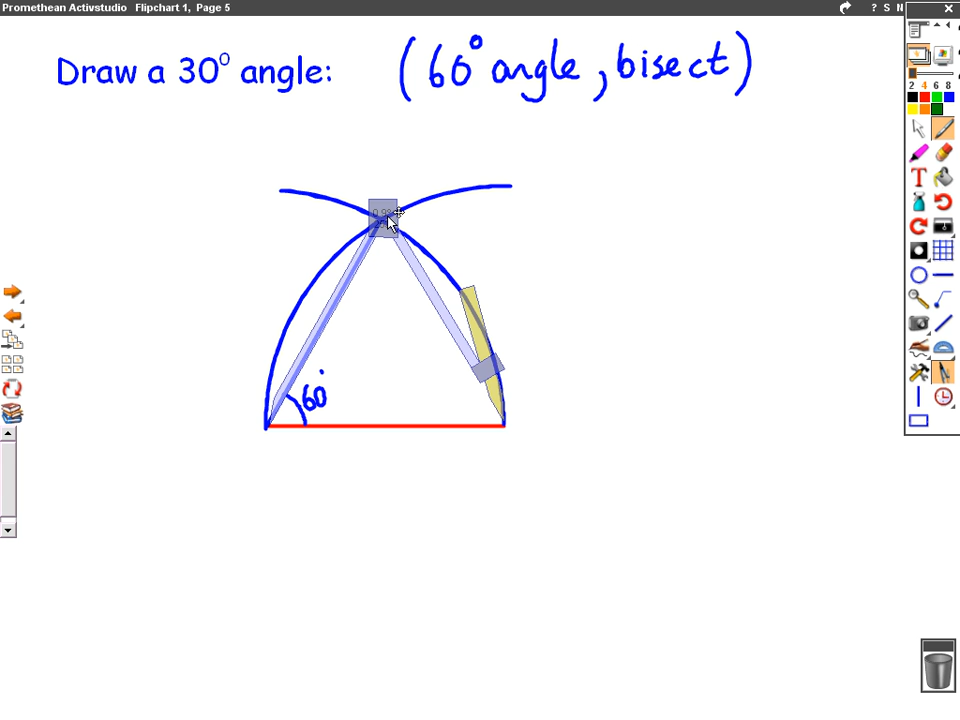 Promethean Activstudio Flipchart 1, Page 5
? S N
Draw a 30° angle: (60° angle, bisect)
2 4 6 8
60°